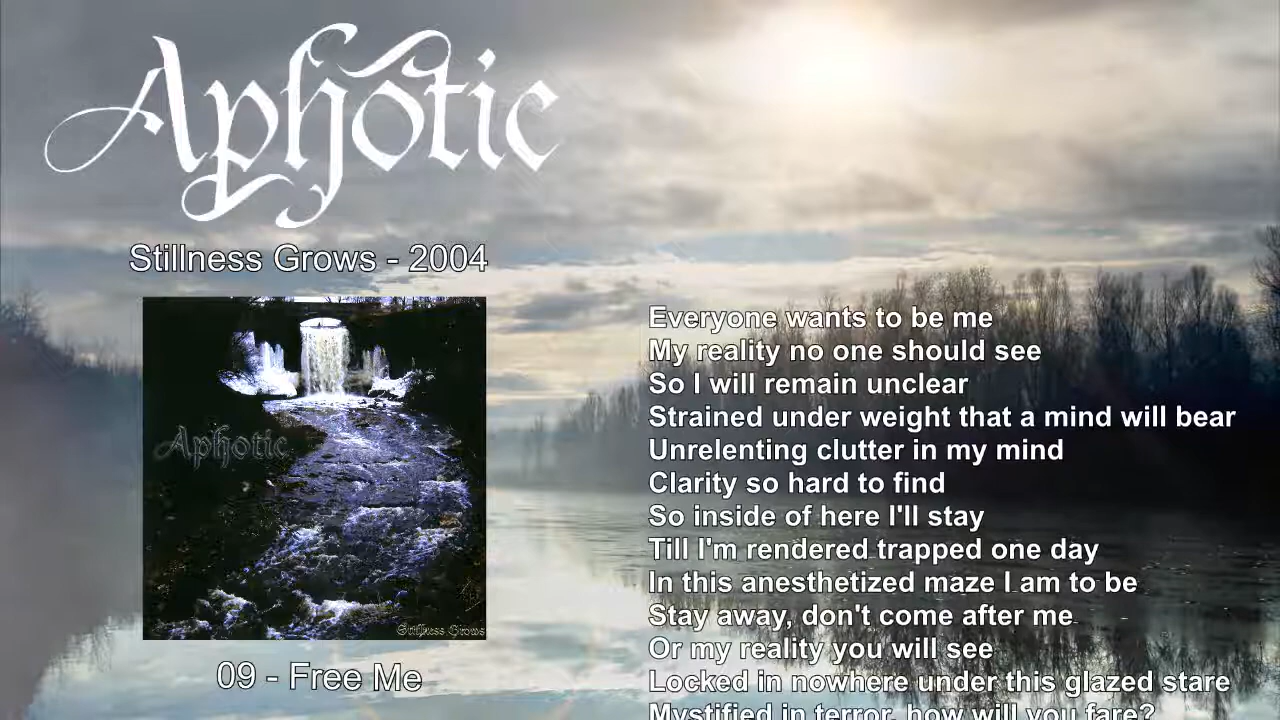 Aphotic
Stillness Grows - 2004
Aphotic
Stillness Grows
09 - Free Me
Everyone wants to be me
My reality no one should see
So I will remain unclear
Strained under weight that a mind will bear
Unrelenting clutter in my mind
Clarity so hard to find
So inside of here I'll stay
Till I'm rendered trapped one day
In this anesthetized maze I am to be
Stay away, don't come after me
Or my reality you will see
Locked in nowhere under this glazed stare
Mystified in terror, how will you fare?